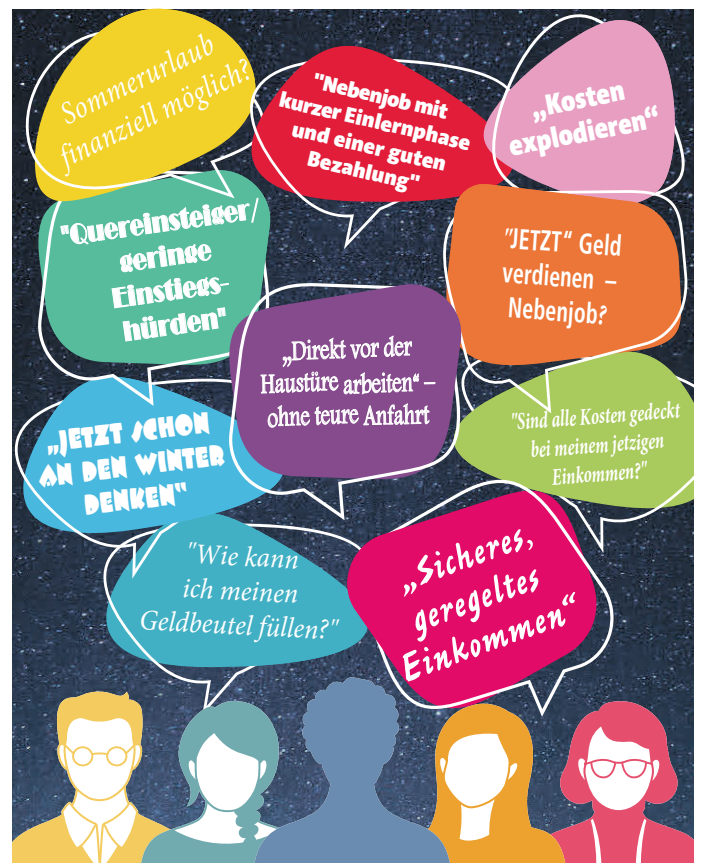 Sommerurlaub
finanziell möglich?
"Nebenjob mit
kurzer Einlernphase
und einer guten
Bezahlung"
„Kosten
explodieren“
"Quereinsteiger/
geringe
Einstiegs-
hürden"
"JETZT“ Geld
verdienen –
Nebenjob?
„Direkt vor der
Haustüre arbeiten“ –
ohne teure Anfahrt
„JETZT SCHON
AN DEN WINTER
DENKEN“
"Sind alle Kosten gedeckt
bei meinem jetzigen
Einkommen?"
"Wie kann
ich meinen
Geldbeutel füllen?"
„Sicheres,
geregeltes
Einkommen“